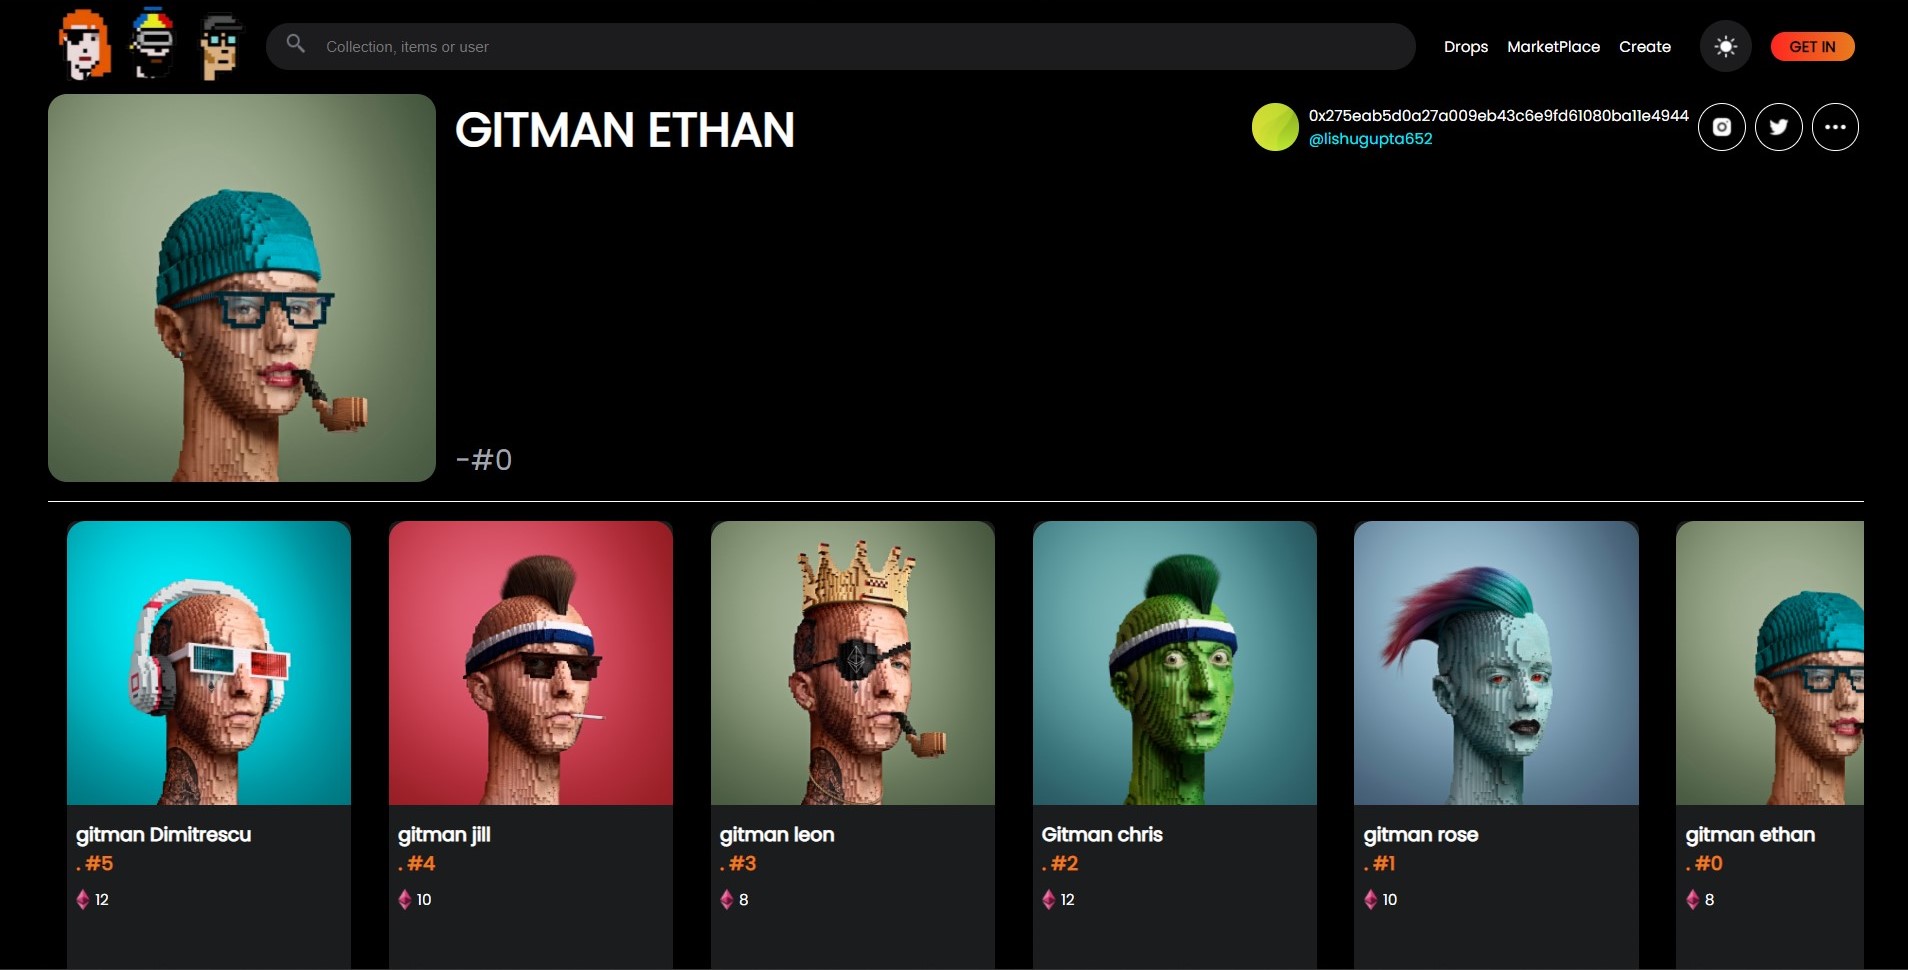 Collection, items or user
Drops MarketPlace Create
GET IN
GITMAN ETHAN
0x275eab5d0a27a009eb43c6e9fd61080ba11e4944
@lishugupta652
-#0
gitman Dimitrescu
. #5
12
gitman jill
. #4
10
gitman leon
. #3
8
Gitman chris
. #2
12
gitman rose
. #1
10
gitman ethan
. #0
8